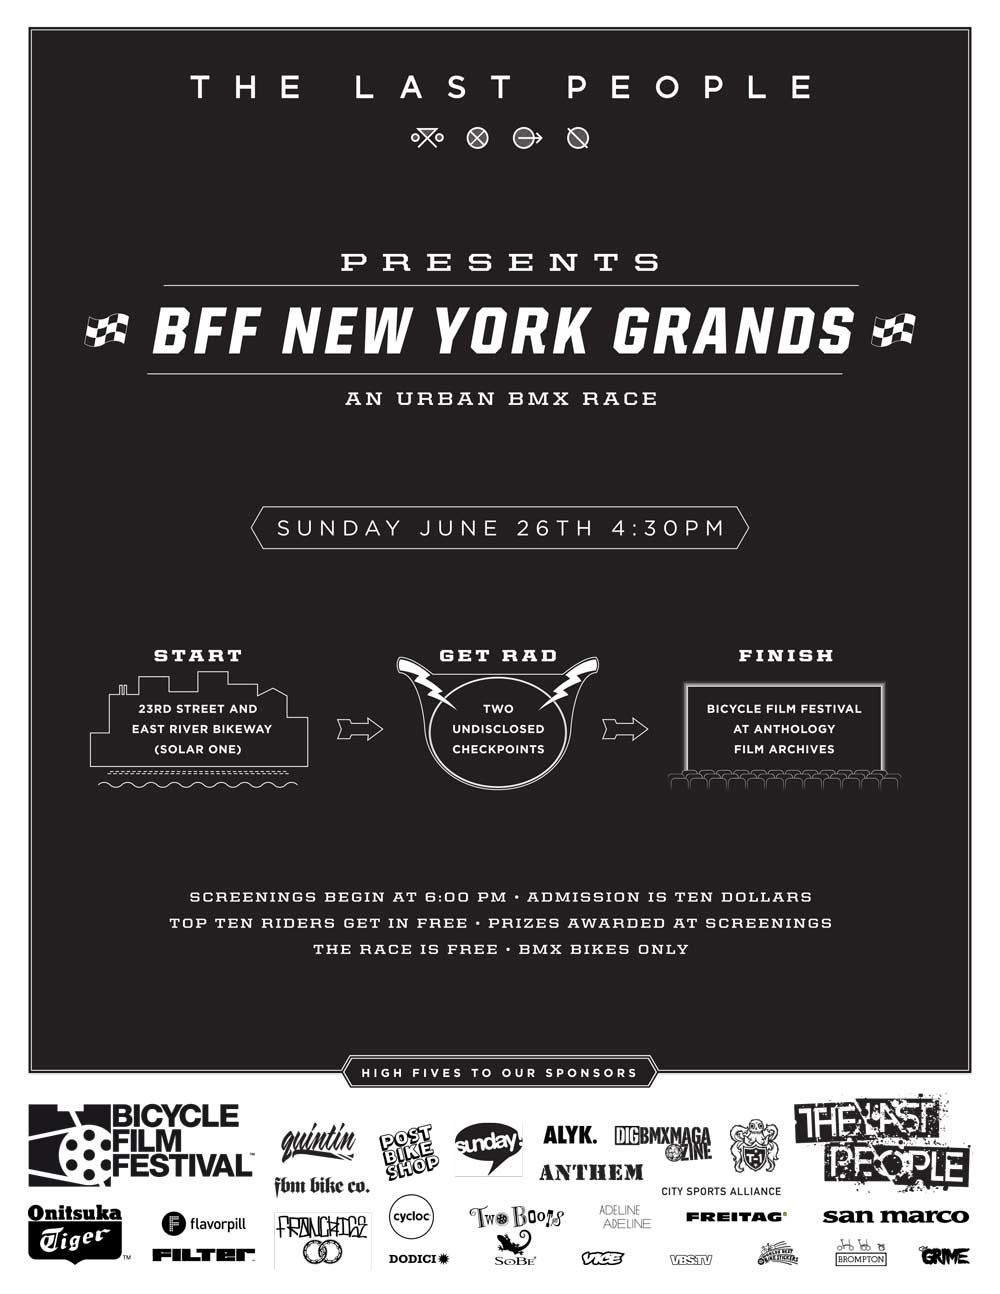 THE LAST PEOPLE
PRESENTS
BFF NEW YORK GRANDS
AN URBAN BMX RACE
SUNDAY JUNE 26TH 4:30PM
START
23RD STREET AND
EAST RIVER BIKEWAY
(SOLAR ONE)
GET RAD
TWO
UNDISCLOSED
CHECKPOINTS
FINISH
BICYCLE FILM FESTIVAL
AT ANTHOLOGY
FILM ARCHIVES
SCREENINGS BEGIN AT 6:00 PM • ADMISSION IS TEN DOLLARS
TOP TEN RIDERS GET IN FREE • PRIZES AWARDED AT SCREENINGS
THE RACE IS FREE • BMX BIKES ONLY
HIGH FIVES TO OUR SPONSORS
BICYCLE
FILM
FESTIVAL™
quintin
fbm bike co.
POST
BIKE
SHOP
sunday
ALYK.
ANTHEM
DIGBMXMAGA
ZINE
CITY SPORTS ALLIANCE
THE LAST
PEOPLE
Onitsuka
Tiger™
F flavorpill
FILTER
FRANCHISE
cycloc
DODICI
TWO BOOTS
SoBe
ADELINE
ADELINE
VICE
FREITAG
VBS.TV
san marco
BROMPTON
GRIME